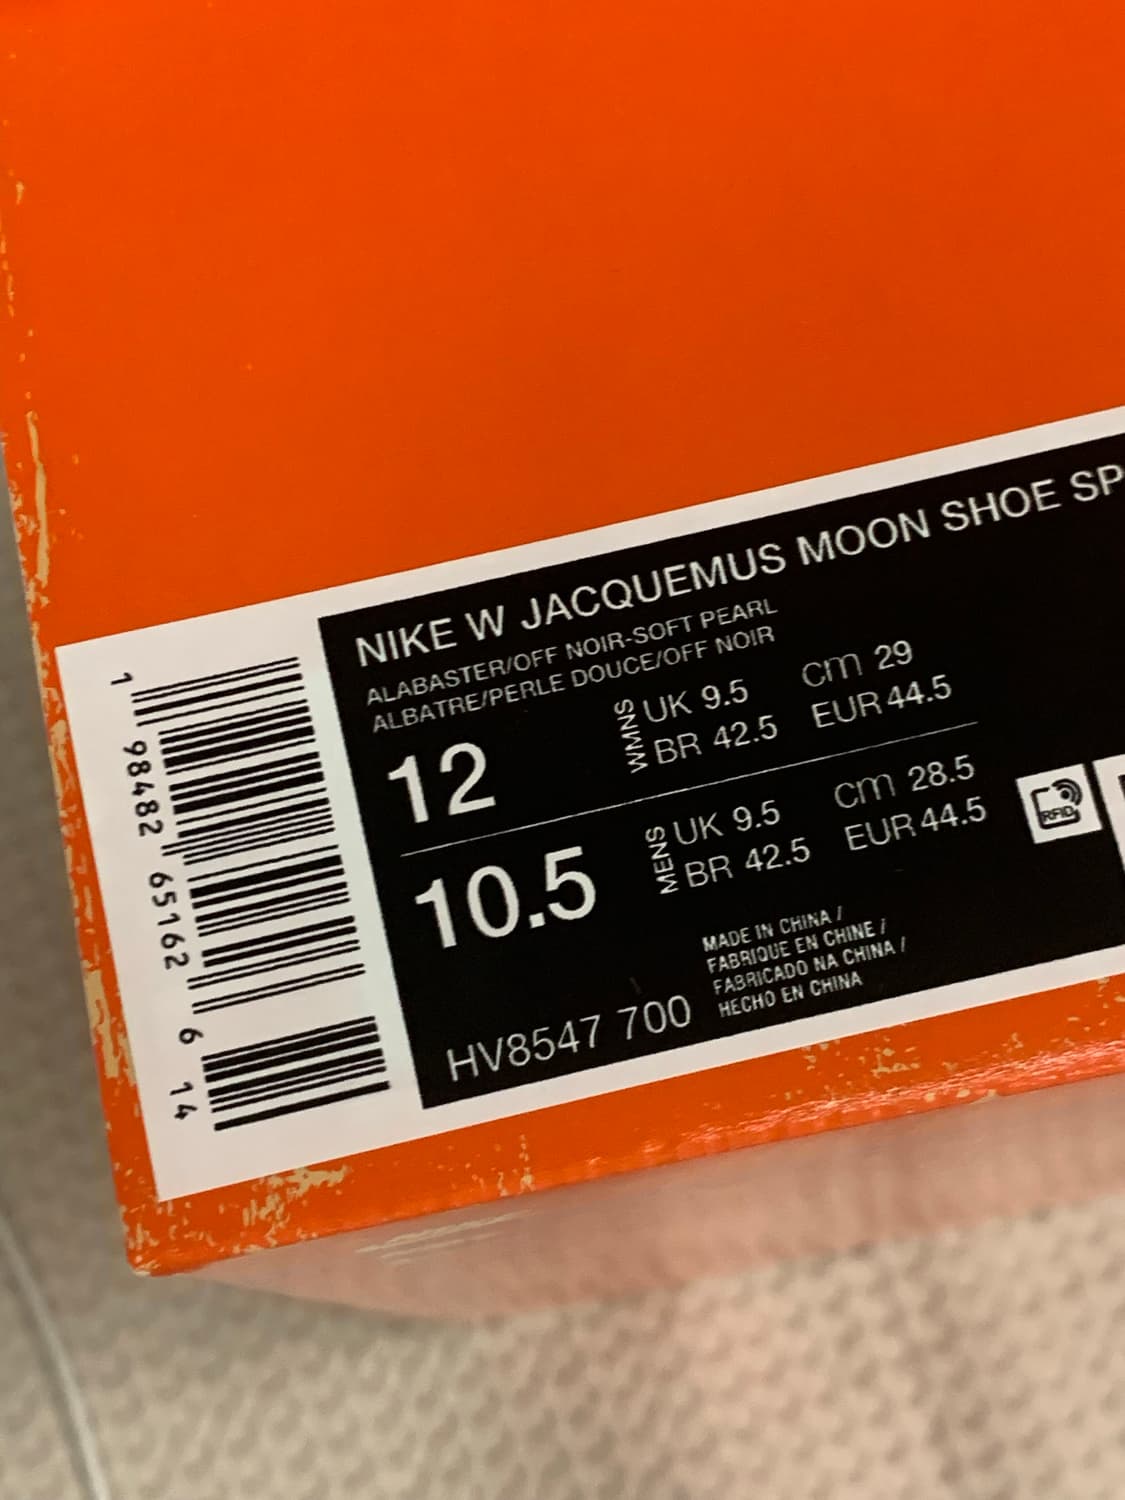 NIKE W JACQUEMUS MOON SHOE SP
ALABASTER/OFF NOIR-SOFT PEARL
ALBATRE/PERLE DOUCE/OFF NOIR
12
WMNS
UK 9.5 cm 29
BR 42.5 EUR 44.5
10.5
MENS
UK 9.5 cm 28.5
BR 42.5 EUR 44.5
RFID
MADE IN CHINA /
FABRIQUE EN CHINE /
FABRICADO NA CHINA /
HECHO EN CHINA
HV8547 700
1 98482 65162 6 14